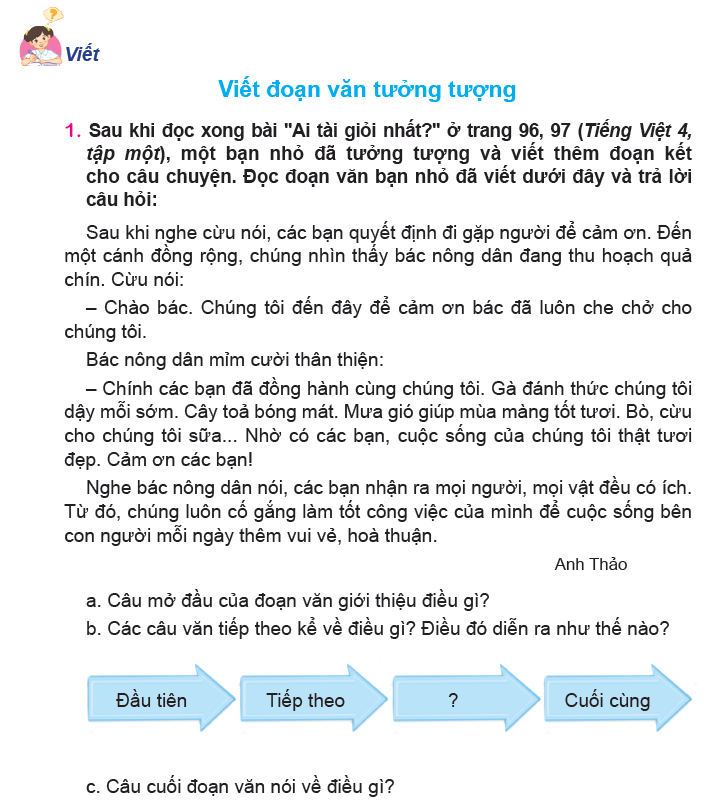 Viết
Viết đoạn văn tưởng tượng
1. Sau khi đọc xong bài "Ai tài giỏi nhất?" ở trang 96, 97 (Tiếng Việt 4,
tập một), một bạn nhỏ đã tưởng tượng và viết thêm đoạn kết
cho câu chuyện. Đọc đoạn văn bạn nhỏ đã viết dưới đây và trả lời
câu hỏi:
Sau khi nghe cừu nói, các bạn quyết định đi gặp người để cảm ơn. Đến
một cánh đồng rộng, chúng nhìn thấy bác nông dân đang thu hoạch quả
chín. Cừu nói:
– Chào bác. Chúng tôi đến đây để cảm ơn bác đã luôn che chở cho
chúng tôi.
Bác nông dân mỉm cười thân thiện:
– Chính các bạn đã đồng hành cùng chúng tôi. Gà đánh thức chúng tôi
dậy mỗi sớm. Cây toả bóng mát. Mưa gió giúp mùa màng tốt tươi. Bò, cừu
cho chúng tôi sữa... Nhờ có các bạn, cuộc sống của chúng tôi thật tươi
đẹp. Cảm ơn các bạn!
Nghe bác nông dân nói, các bạn nhận ra mọi người, mọi vật đều có ích.
Từ đó, chúng luôn cố gắng làm tốt công việc của mình để cuộc sống bên
con người mỗi ngày thêm vui vẻ, hoà thuận.
Anh Thảo
a. Câu mở đầu của đoạn văn giới thiệu điều gì?
b. Các câu văn tiếp theo kể về điều gì? Điều đó diễn ra như thế nào?
Đầu tiên
Tiếp theo
?
Cuối cùng
c. Câu cuối đoạn văn nói về điều gì?